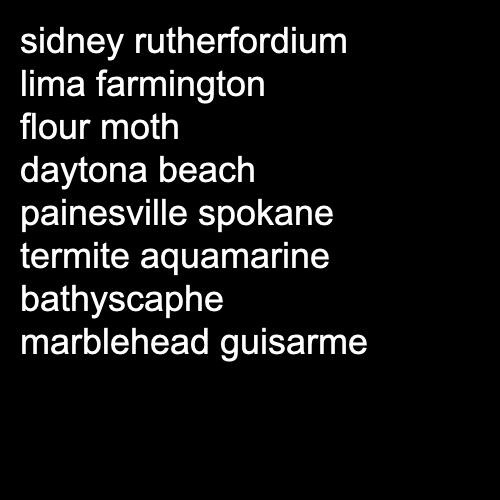 sidney rutherfordium
lima farmington
flour moth
daytona beach
painesville spokane
termite aquamarine
bathyscaphe
marblehead guisarme